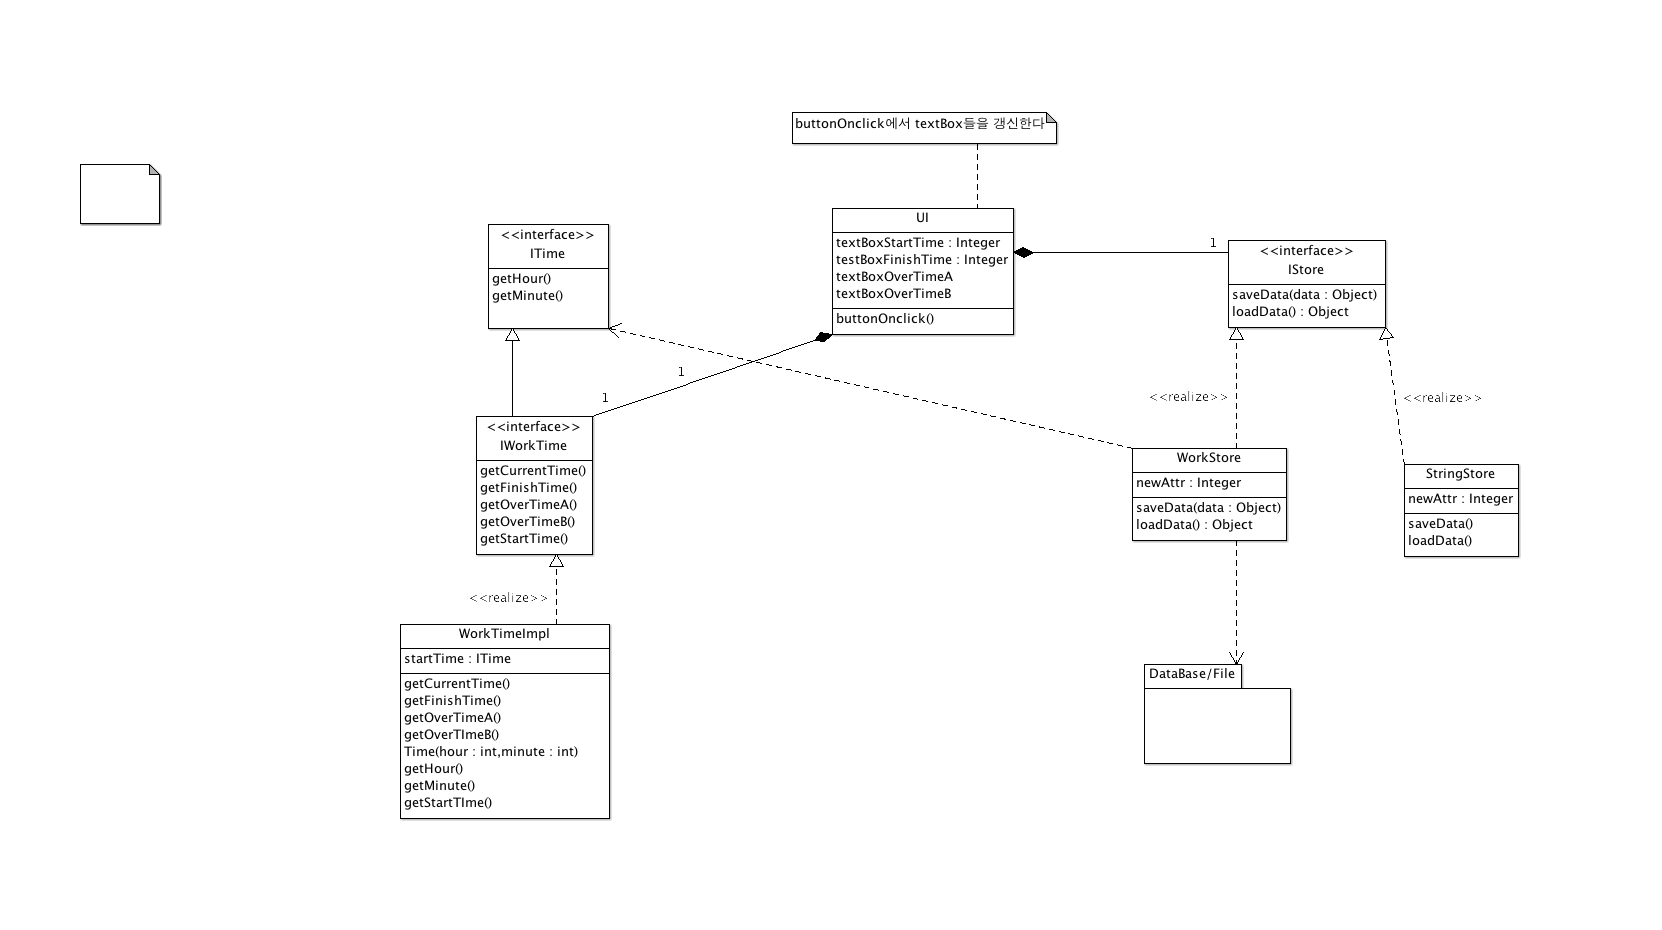 buttonOnclick에서 textBox들을 갱신한다
UI
textBoxStartTime : Integer
testBoxFinishTime : Integer
textBoxOverTimeA
textBoxOverTimeB
buttonOnclick()
<<interface>>
ITime
getHour()
getMinute()
1
<<interface>>
IStore
saveData(data : Object)
loadData() : Object
1
1
<<realize>>
<<realize>>
<<interface>>
IWorkTime
getCurrentTime()
getFinishTime()
getOverTimeA()
getOverTimeB()
getStartTime()
WorkStore
newAttr : Integer
saveData(data : Object)
loadData() : Object
StringStore
newAttr : Integer
saveData()
loadData()
<<realize>>
WorkTimeImpl
startTime : ITime
getCurrentTime()
getFinishTime()
getOverTimeA()
getOverTImeB()
Time(hour : int,minute : int)
getHour()
getMinute()
getStartTIme()
DataBase/File